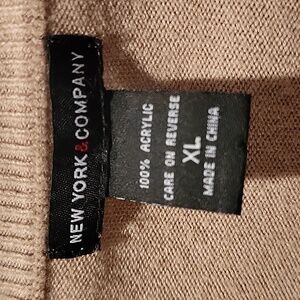 NEW YORK & COMPANY
100% ACRYLIC
CARE ON REVERSE
XL
MADE IN CHINA